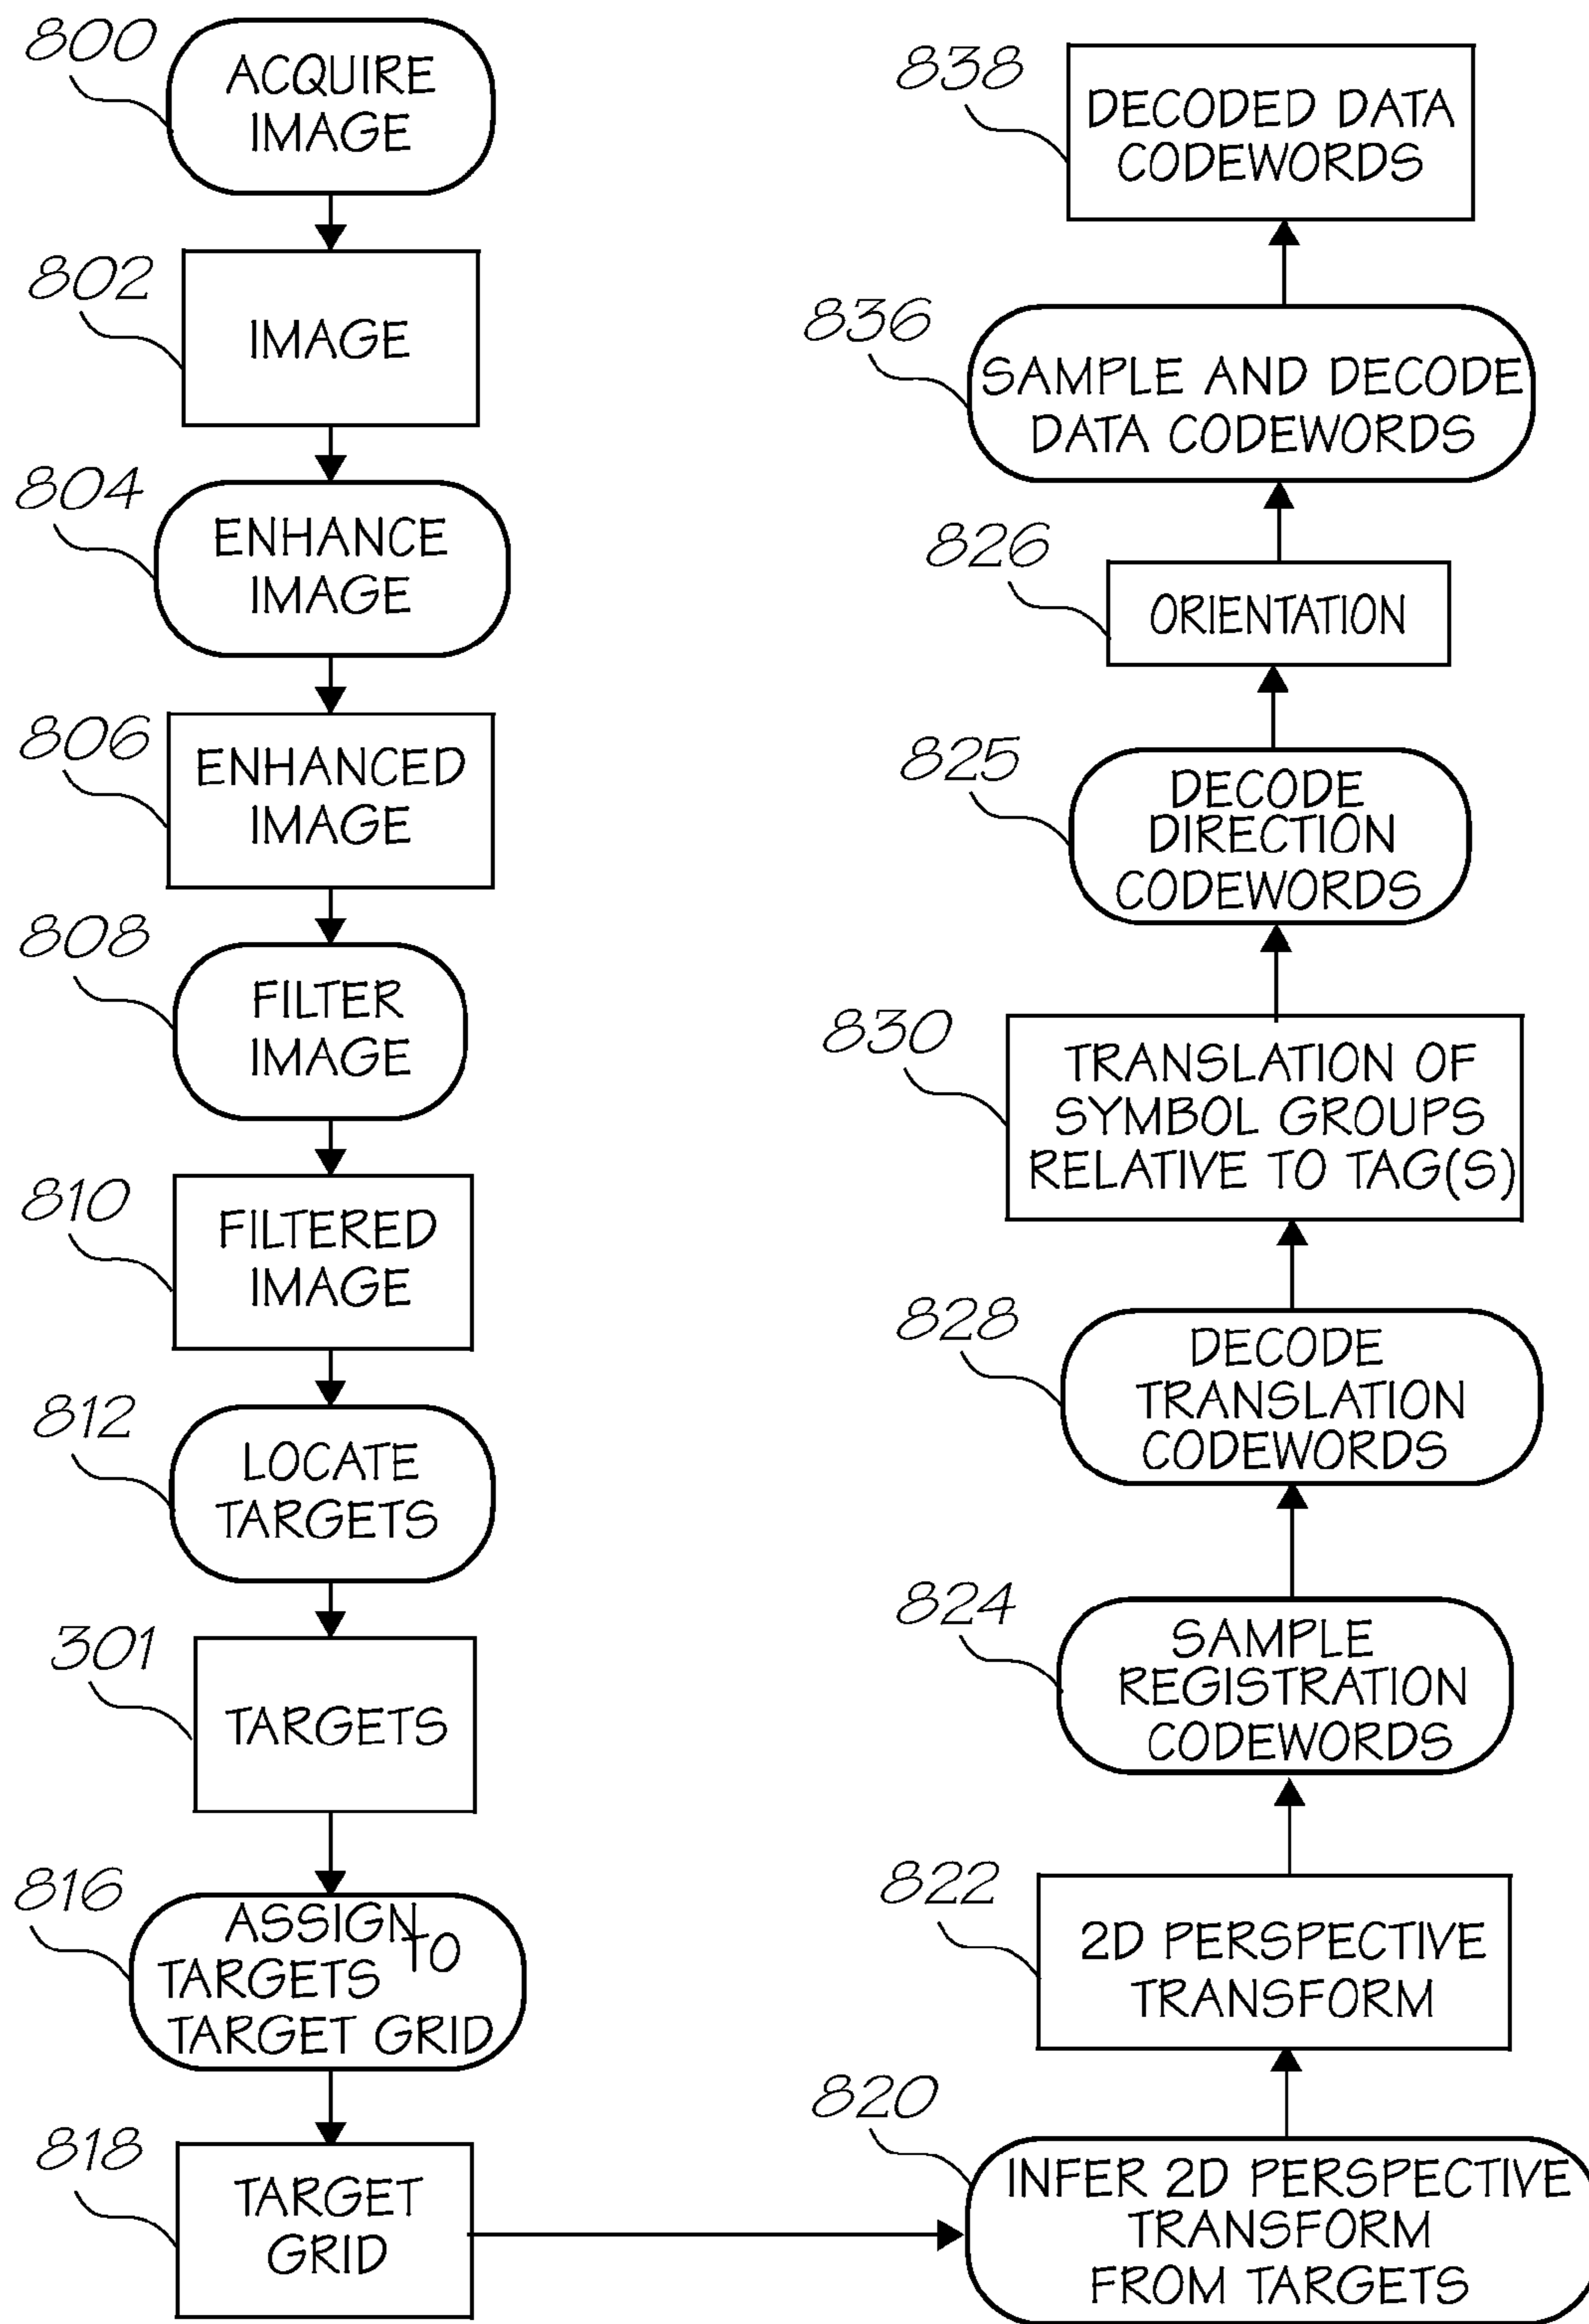 800
ACQUIRE
IMAGE
802
IMAGE
804
ENHANCE
IMAGE
806
ENHANCED
IMAGE
808
FILTER
IMAGE
810
FILTERED
IMAGE
812
LOCATE
TARGETS
301
TARGETS
816
ASSIGN TO
TARGETS
TARGET GRID
818
TARGET
GRID
820
INFER 2D PERSPECTIVE
TRANSFORM
FROM TARGETS
822
2D PERSPECTIVE
TRANSFORM
824
SAMPLE
REGISTRATION
CODEWORDS
828
DECODE
TRANSLATION
CODEWORDS
830
TRANSLATION OF
SYMBOL GROUPS
RELATIVE TO TAG(S)
825
DECODE
DIRECTION
CODEWORDS
826
ORIENTATION
836
SAMPLE AND DECODE
DATA CODEWORDS
838
DECODED DATA
CODEWORDS